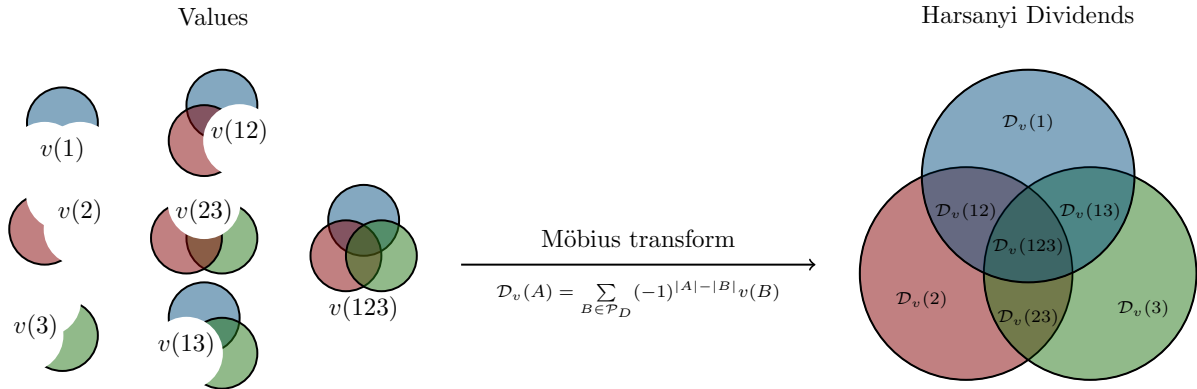 Values
v(1)
v(12)
v(2)
v(23)
v(123)
v(3)
v(13)
Möbius transform
𝒟_v(A) = ∑_{B∈𝒫_D} (-1)^{|A|-|B|} v(B)
Harsanyi Dividends
𝒟_v(1)
𝒟_v(12)
𝒟_v(13)
𝒟_v(123)
𝒟_v(2)
𝒟_v(23)
𝒟_v(3)